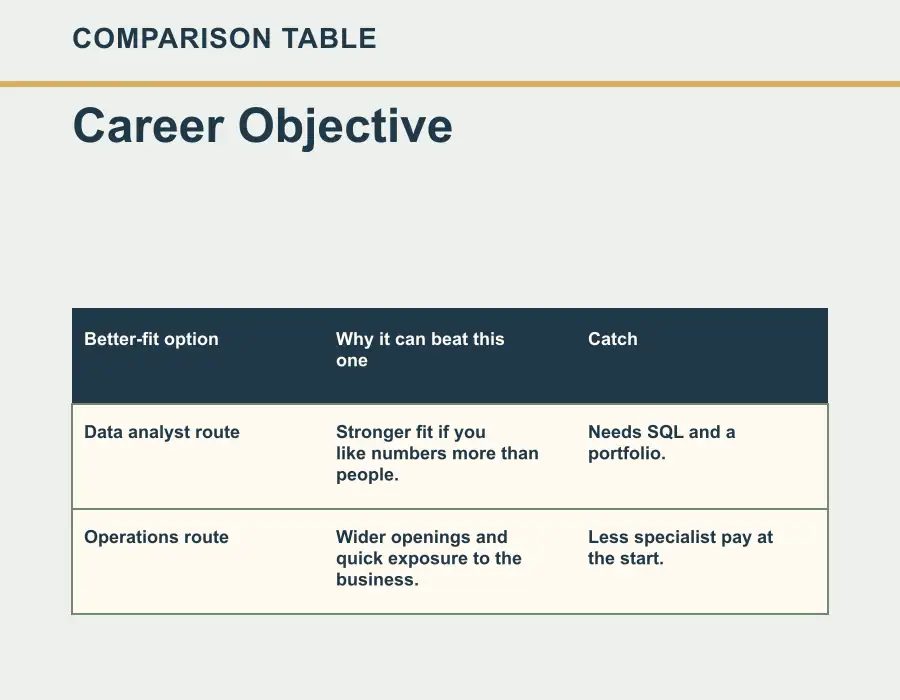 COMPARISON TABLE
Career Objective
Better-fit option
Why it can beat this
one
Catch
Data analyst route
Stronger fit if you
like numbers more than
people.
Needs SQL and a
portfolio.
Operations route
Wider openings and
quick exposure to the
business.
Less specialist pay at
the start.